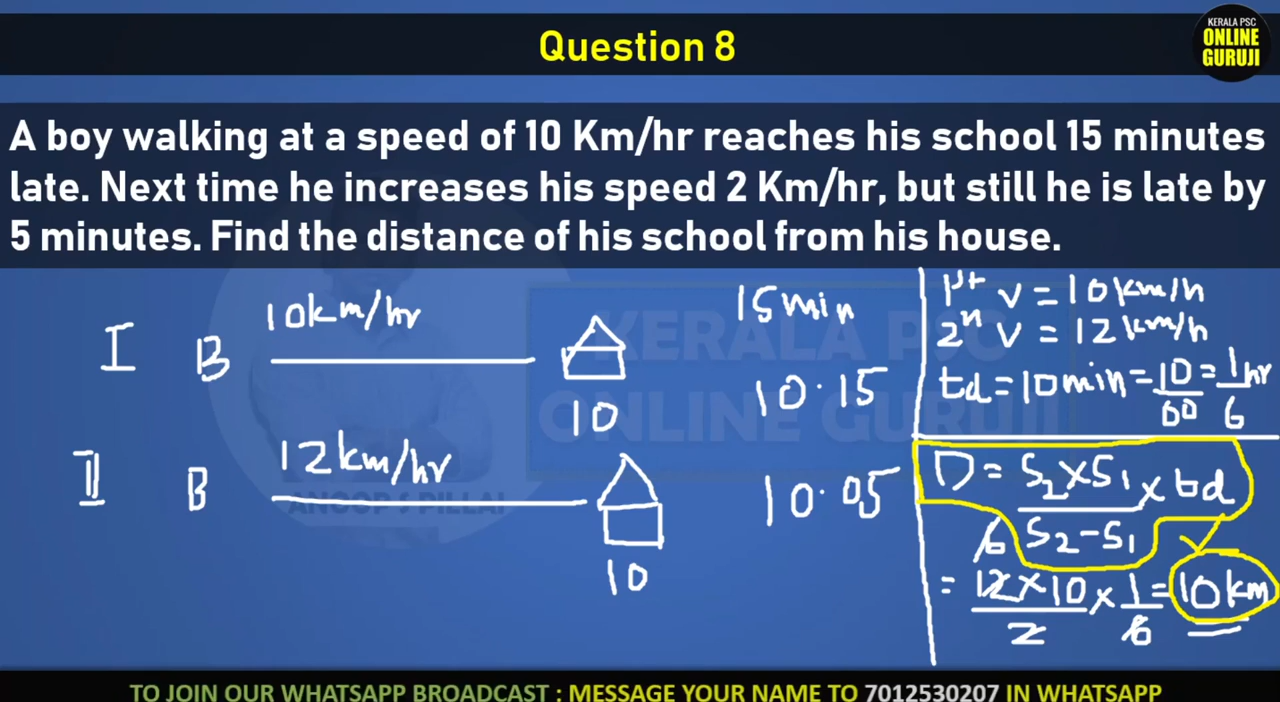 KERALA PSC
ONLINE
GURUJI
Question 8
A boy walking at a speed of 10 Km/hr reaches his school 15 minutes
late. Next time he increases his speed 2 Km/hr, but still he is late by
5 minutes. Find the distance of his school from his house.
I B 10km/hr 10 15min 10.15
II B 12km/hr 10 10.05
KERALA PSC
ONLINE GURUJI
ANOOP S PILLAI
1st V = 10km/h
2n V = 12km/h
td = 10min = 10/60 = 1/6 hr
D = S2×S1/S2-S1 × td
6
= 12×10/2 × 1/6 = 10km
TO JOIN OUR WHATSAPP BROADCAST : MESSAGE YOUR NAME TO 7012530207 IN WHATSAPP